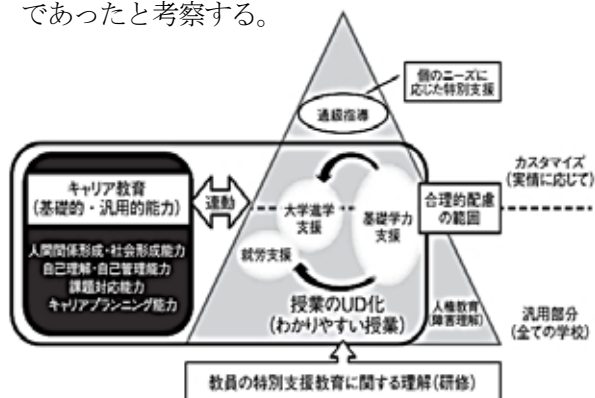 であったと考察する。
個のニーズに
応じた特別支援
通級指導
キャリア教育
(基礎的・汎用的能力)
連動
大学進学
支援
基礎学力
支援
就労支援
合理的配慮
の範囲
カスタマイズ
(実情に応じて)
人間関係形成・社会形成能力
自己理解・自己管理能力
課題対応能力
キャリアプランニング能力
授業のUD化
(わかりやすい授業)
人権教育
(障害理解)
汎用部分
(全ての学校)
教員の特別支援教育に関する理解(研修)